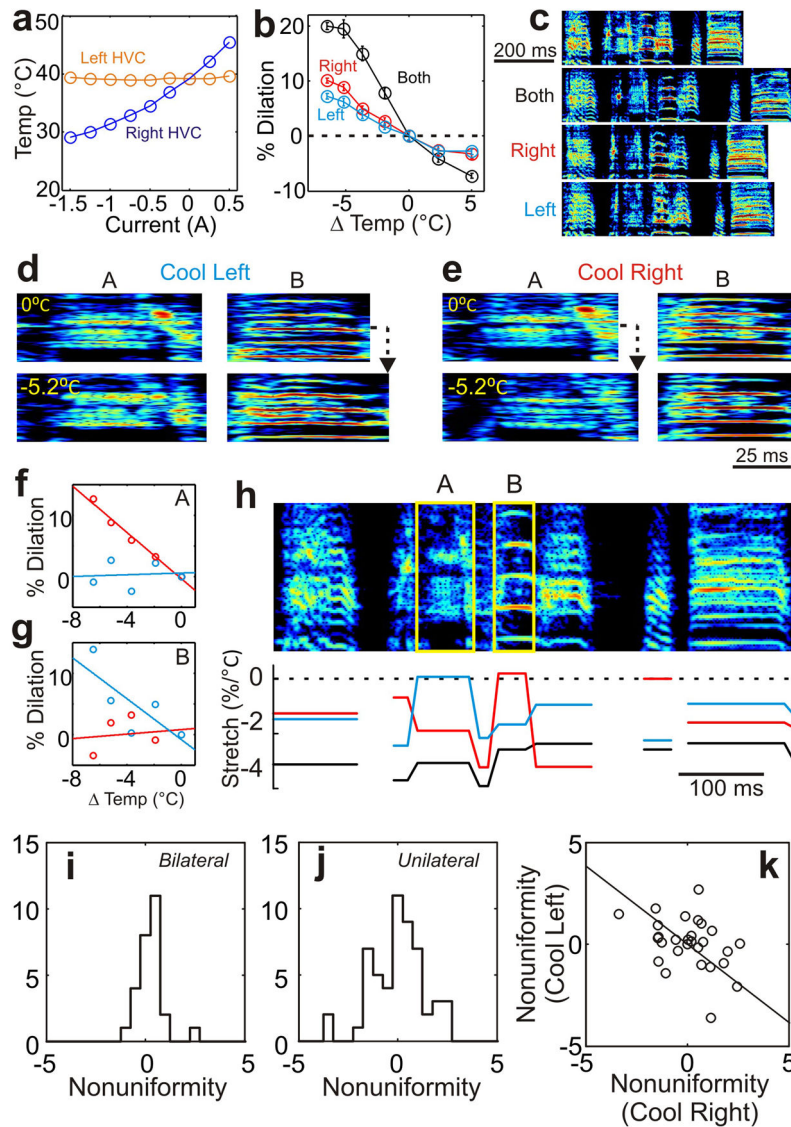 a
Temp (°C)
50
40
30
20
Left HVC
Right HVC
-1.5 -1 -0.5 0 0.5
Current (A)
b
% Dilation
20
10
0
-10
Both
Right
Left
-5 0 5
Δ Temp (°C)
c
200 ms
Both
Right
Left
d
Cool Left
A B
0°C
-5.2°C
e
Cool Right
A B
0°C
-5.2°C
25 ms
f
% Dilation
10
0
A
-8 -4 0
g
% Dilation
10
0
B
-8 -4 0
Δ Temp (°C)
h
A B
Stretch (%/°C)
0
-2
-4
100 ms
i
Bilateral
15
10
5
0
-5 0 5
Nonuniformity
j
Unilateral
15
10
5
0
-5 0 5
Nonuniformity
k
Nonuniformity
(Cool Left)
5
0
-5
-5 0 5
Nonuniformity
(Cool Right)